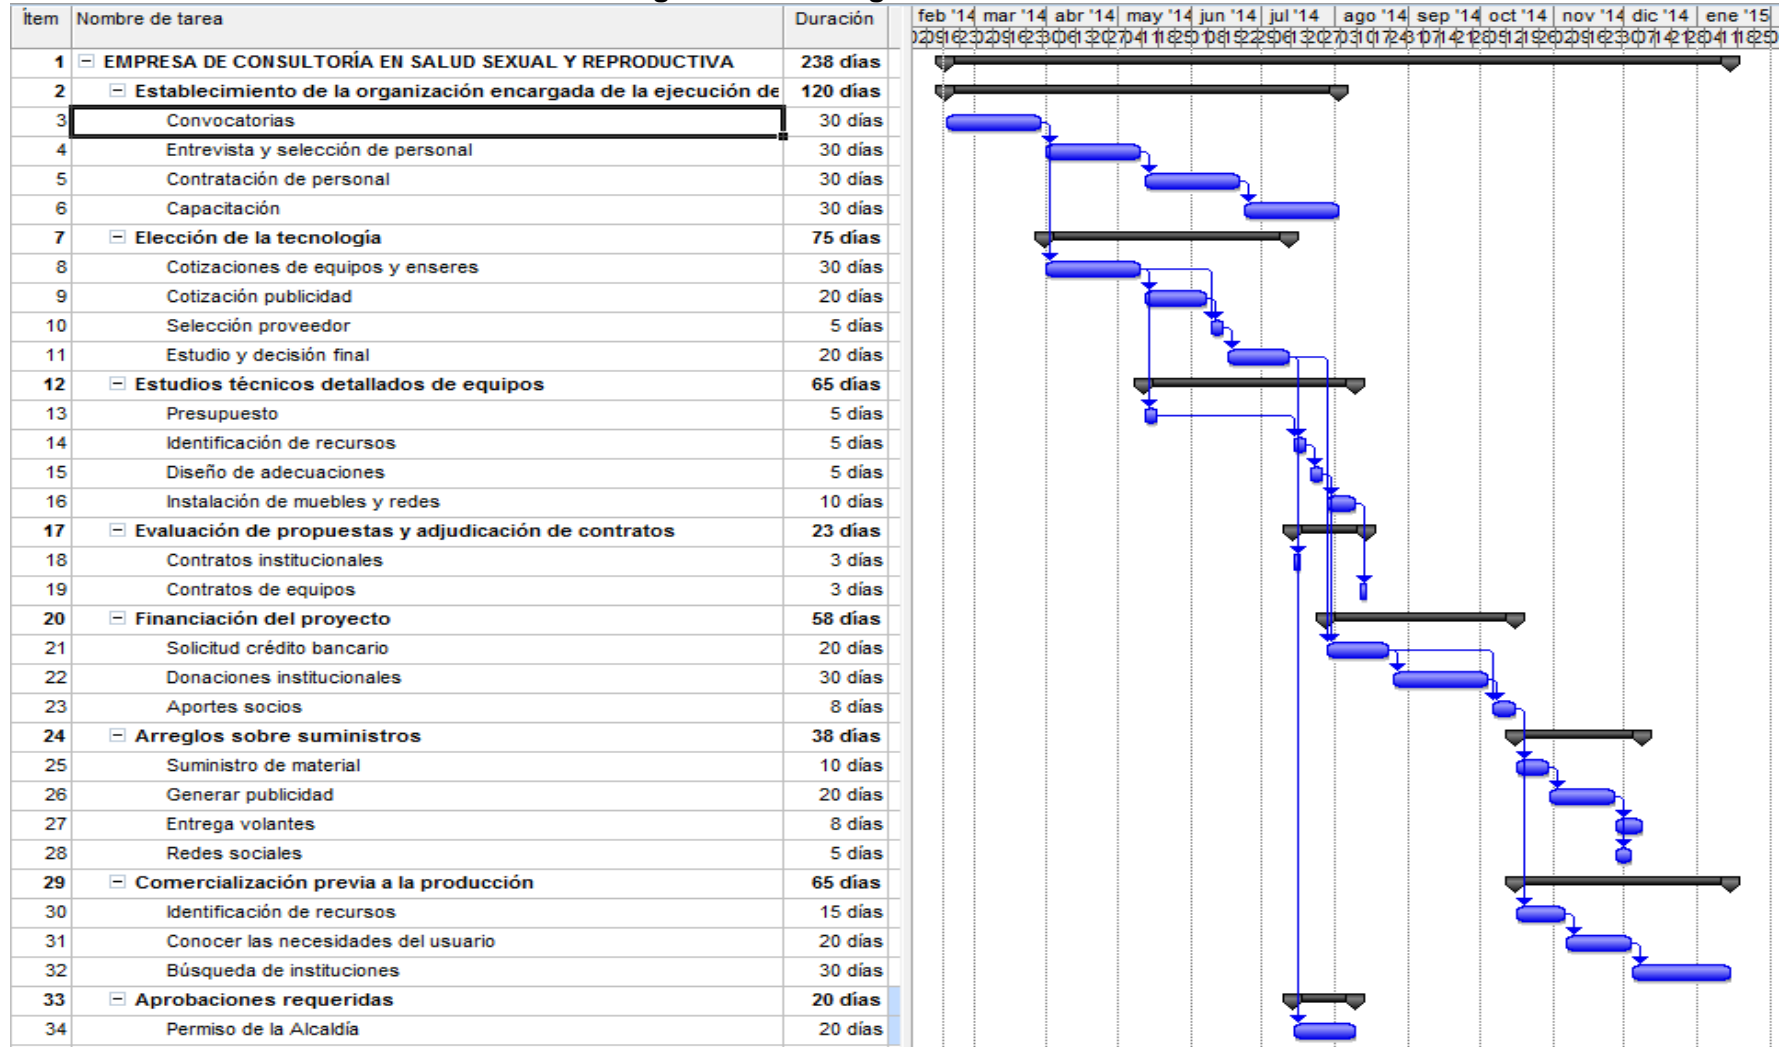 Ítem Nombre de tarea Duración feb '14 mar '14 abr '14 may '14 jun '14 jul '14 ago '14 sep '14 oct '14 nov '14 dic '14 ene '15
1 EMPRESA DE CONSULTORÍA EN SALUD SEXUAL Y REPRODUCTIVA 238 días
2 Establecimiento de la organización encargada de la ejecución de 120 días
3 Convocatorias 30 días
4 Entrevista y selección de personal 30 días
5 Contratación de personal 30 días
6 Capacitación 30 días
7 Elección de la tecnología 75 días
8 Cotizaciones de equipos y enseres 30 días
9 Cotización publicidad 20 días
10 Selección proveedor 5 días
11 Estudio y decisión final 20 días
12 Estudios técnicos detallados de equipos 65 días
13 Presupuesto 5 días
14 Identificación de recursos 5 días
15 Diseño de adecuaciones 5 días
16 Instalación de muebles y redes 10 días
17 Evaluación de propuestas y adjudicación de contratos 23 días
18 Contratos institucionales 3 días
19 Contratos de equipos 3 días
20 Financiación del proyecto 58 días
21 Solicitud crédito bancario 20 días
22 Donaciones institucionales 30 días
23 Aportes socios 8 días
24 Arreglos sobre suministros 38 días
25 Suministro de material 10 días
26 Generar publicidad 20 días
27 Entrega volantes 8 días
28 Redes sociales 5 días
29 Comercialización previa a la producción 65 días
30 Identificación de recursos 15 días
31 Conocer las necesidades del usuario 20 días
32 Búsqueda de instituciones 30 días
33 Aprobaciones requeridas 20 días
34 Permiso de la Alcaldía 20 días